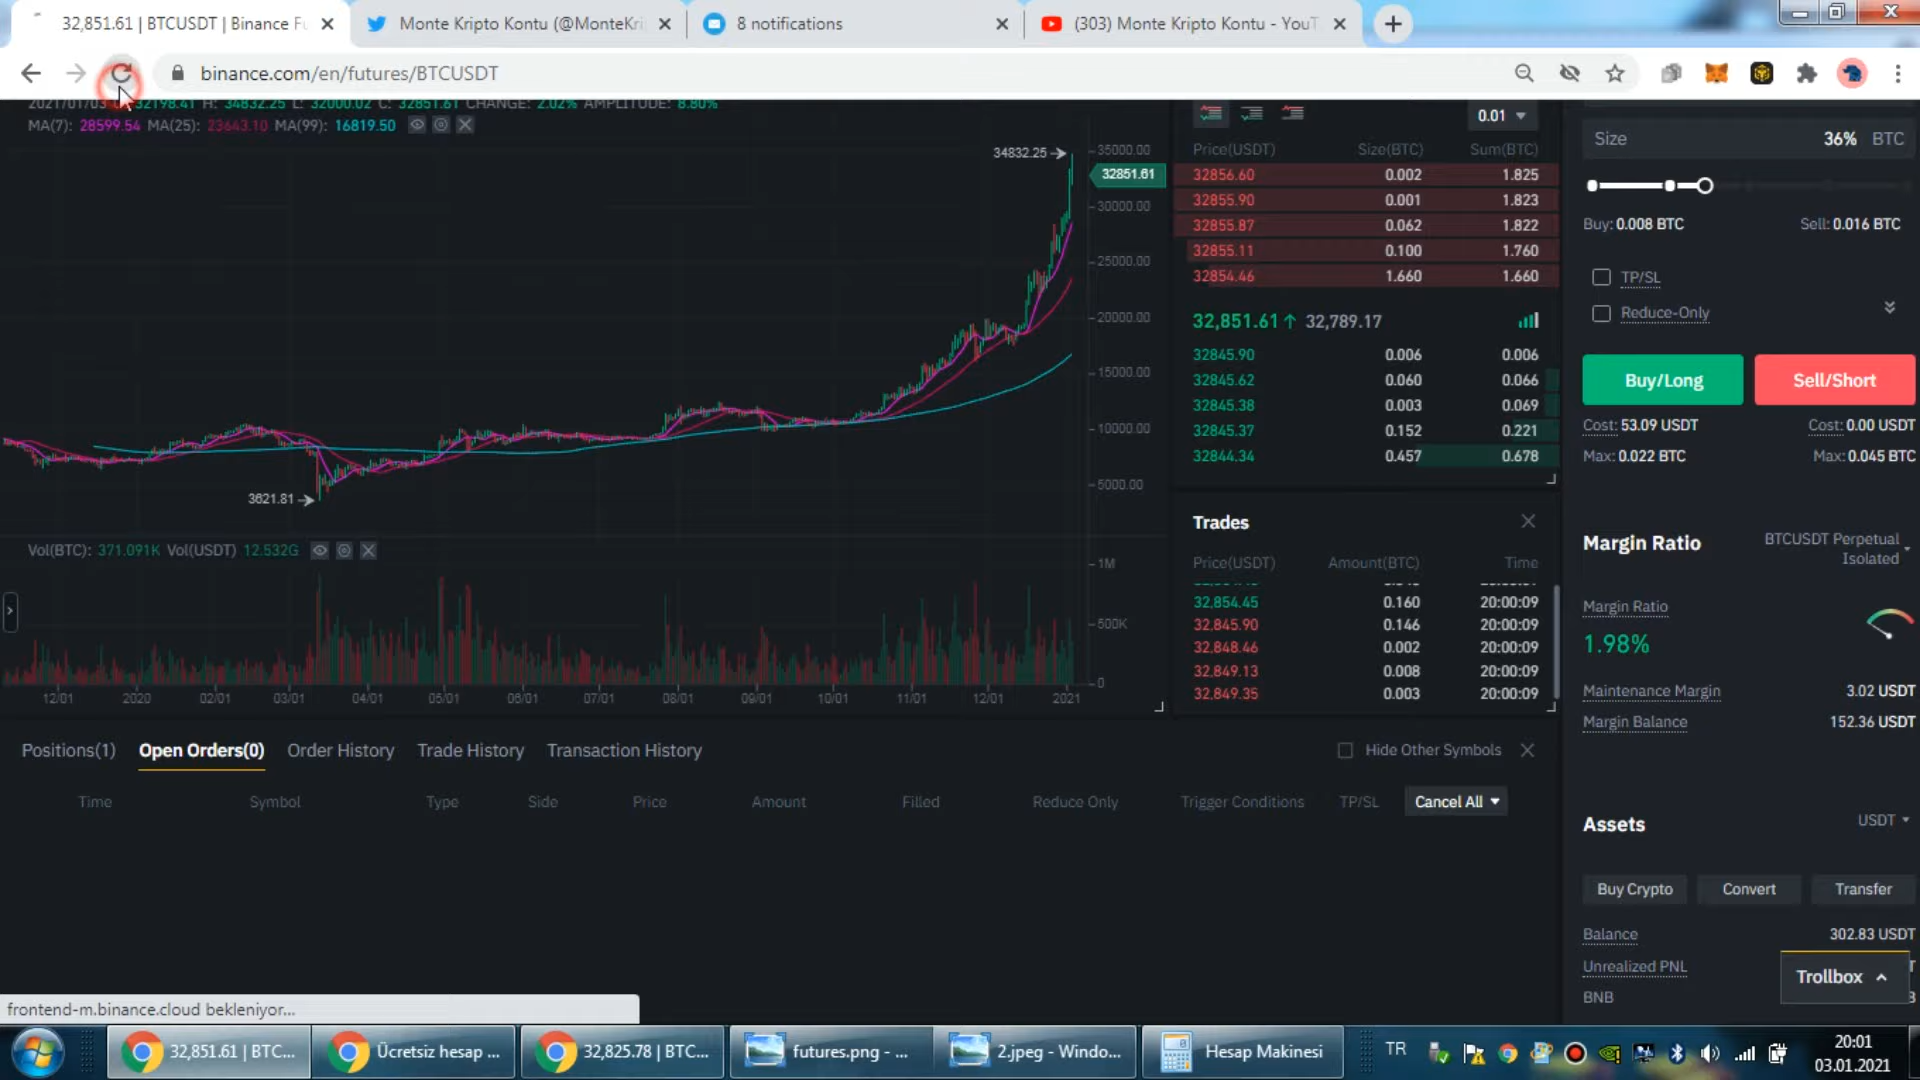 32,851.61 | BTCUSDT | Binance Fu
Monte Kripto Kontu (@MonteKri
8 notifications
(303) Monte Kripto Kontu - YouT
binance.com/en/futures/BTCUSDT
32198.41 H: 34832.25 L: 32000.02 C: 32851.61 CHANGE: 2.02% AMPLITUDE: 8.80%
MA(7): 28599.54 MA(25): 23643.10 MA(99): 16819.50
34832.25
35000.00
32851.61
30000.00
25000.00
20000.00
15000.00
10000.00
5000.00
3621.81
Vol(BTC): 371.091K Vol(USDT) 12.532G
1M
500K
0
12/01 2020 02/01 03/01 04/01 05/01 06/01 07/01 08/01 09/01 10/01 11/01 12/01 2021
0.01
Price(USDT) Size(BTC) Sum(BTC)
32856.60 0.002 1.825
32855.90 0.001 1.823
32855.87 0.062 1.822
32855.11 0.100 1.760
32854.46 1.660 1.660
32,851.61 32,789.17
32845.90 0.006 0.006
32845.62 0.060 0.066
32845.38 0.003 0.069
32845.37 0.152 0.221
32844.34 0.457 0.678
Trades
Price(USDT) Amount(BTC) Time
32,854.45 0.160 20:00:09
32,845.90 0.146 20:00:09
32,848.46 0.002 20:00:09
32,849.13 0.008 20:00:09
32,849.35 0.003 20:00:09
Size 36% BTC
Buy: 0.008 BTC Sell: 0.016 BTC
TP/SL
Reduce-Only
Buy/Long Sell/Short
Cost: 53.09 USDT Cost: 0.00 USDT
Max: 0.022 BTC Max: 0.045 BTC
Margin Ratio BTCUSDT Perpetual
Isolated
Margin Ratio
1.98%
Maintenance Margin 3.02 USDT
Margin Balance 152.36 USDT
Assets USDT
Buy Crypto Convert Transfer
Balance 302.83 USDT
Unrealized PNL
BNB
Trollbox
Positions(1) Open Orders(0) Order History Trade History Transaction History
Hide Other Symbols
Time Symbol Type Side Price Amount Filled Reduce Only Trigger Conditions TP/SL Cancel All
frontend-m.binance.cloud bekleniyor...
32,851.61 | BTC...
Ücretsiz hesap ...
32,825.78 | BTC...
futures.png - ...
2.jpeg - Windo...
Hesap Makinesi
TR
20:01
03.01.2021